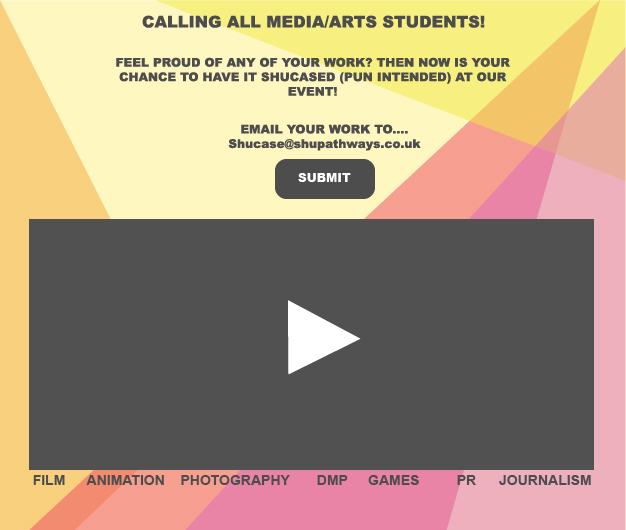 CALLING ALL MEDIA/ARTS STUDENTS!
FEEL PROUD OF ANY OF YOUR WORK? THEN NOW IS YOUR
CHANCE TO HAVE IT SHUCASED (PUN INTENDED) AT OUR
EVENT!
EMAIL YOUR WORK TO....
Shucase@shupathways.co.uk
SUBMIT
FILM ANIMATION PHOTOGRAPHY DMP GAMES PR JOURNALISM